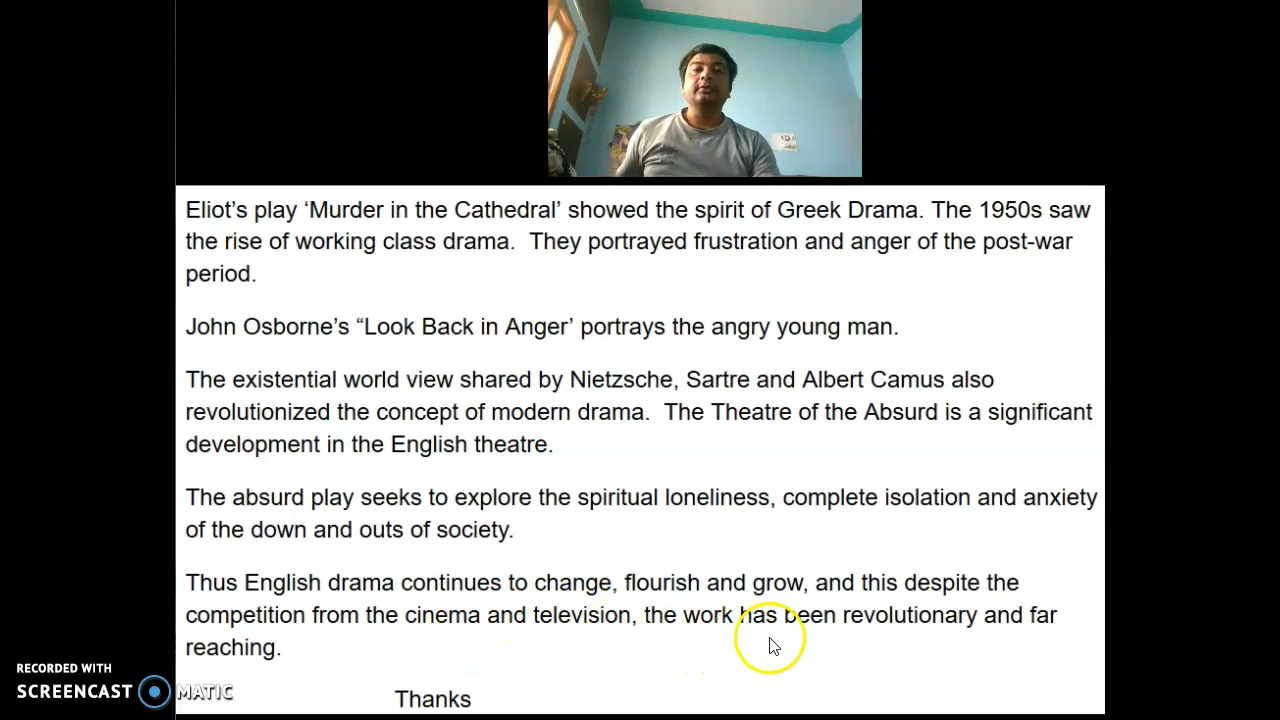 Eliot’s play ‘Murder in the Cathedral’ showed the spirit of Greek Drama. The 1950s saw
the rise of working class drama.  They portrayed frustration and anger of the post-war
period.
John Osborne’s “Look Back in Anger’ portrays the angry young man.
The existential world view shared by Nietzsche, Sartre and Albert Camus also
revolutionized the concept of modern drama.  The Theatre of the Absurd is a significant
development in the English theatre.
The absurd play seeks to explore the spiritual loneliness, complete isolation and anxiety
of the down and outs of society.
Thus English drama continues to change, flourish and grow, and this despite the
competition from the cinema and television, the work has been revolutionary and far
reaching.
Thanks
RECORDED WITH
SCREENCAST MATIC